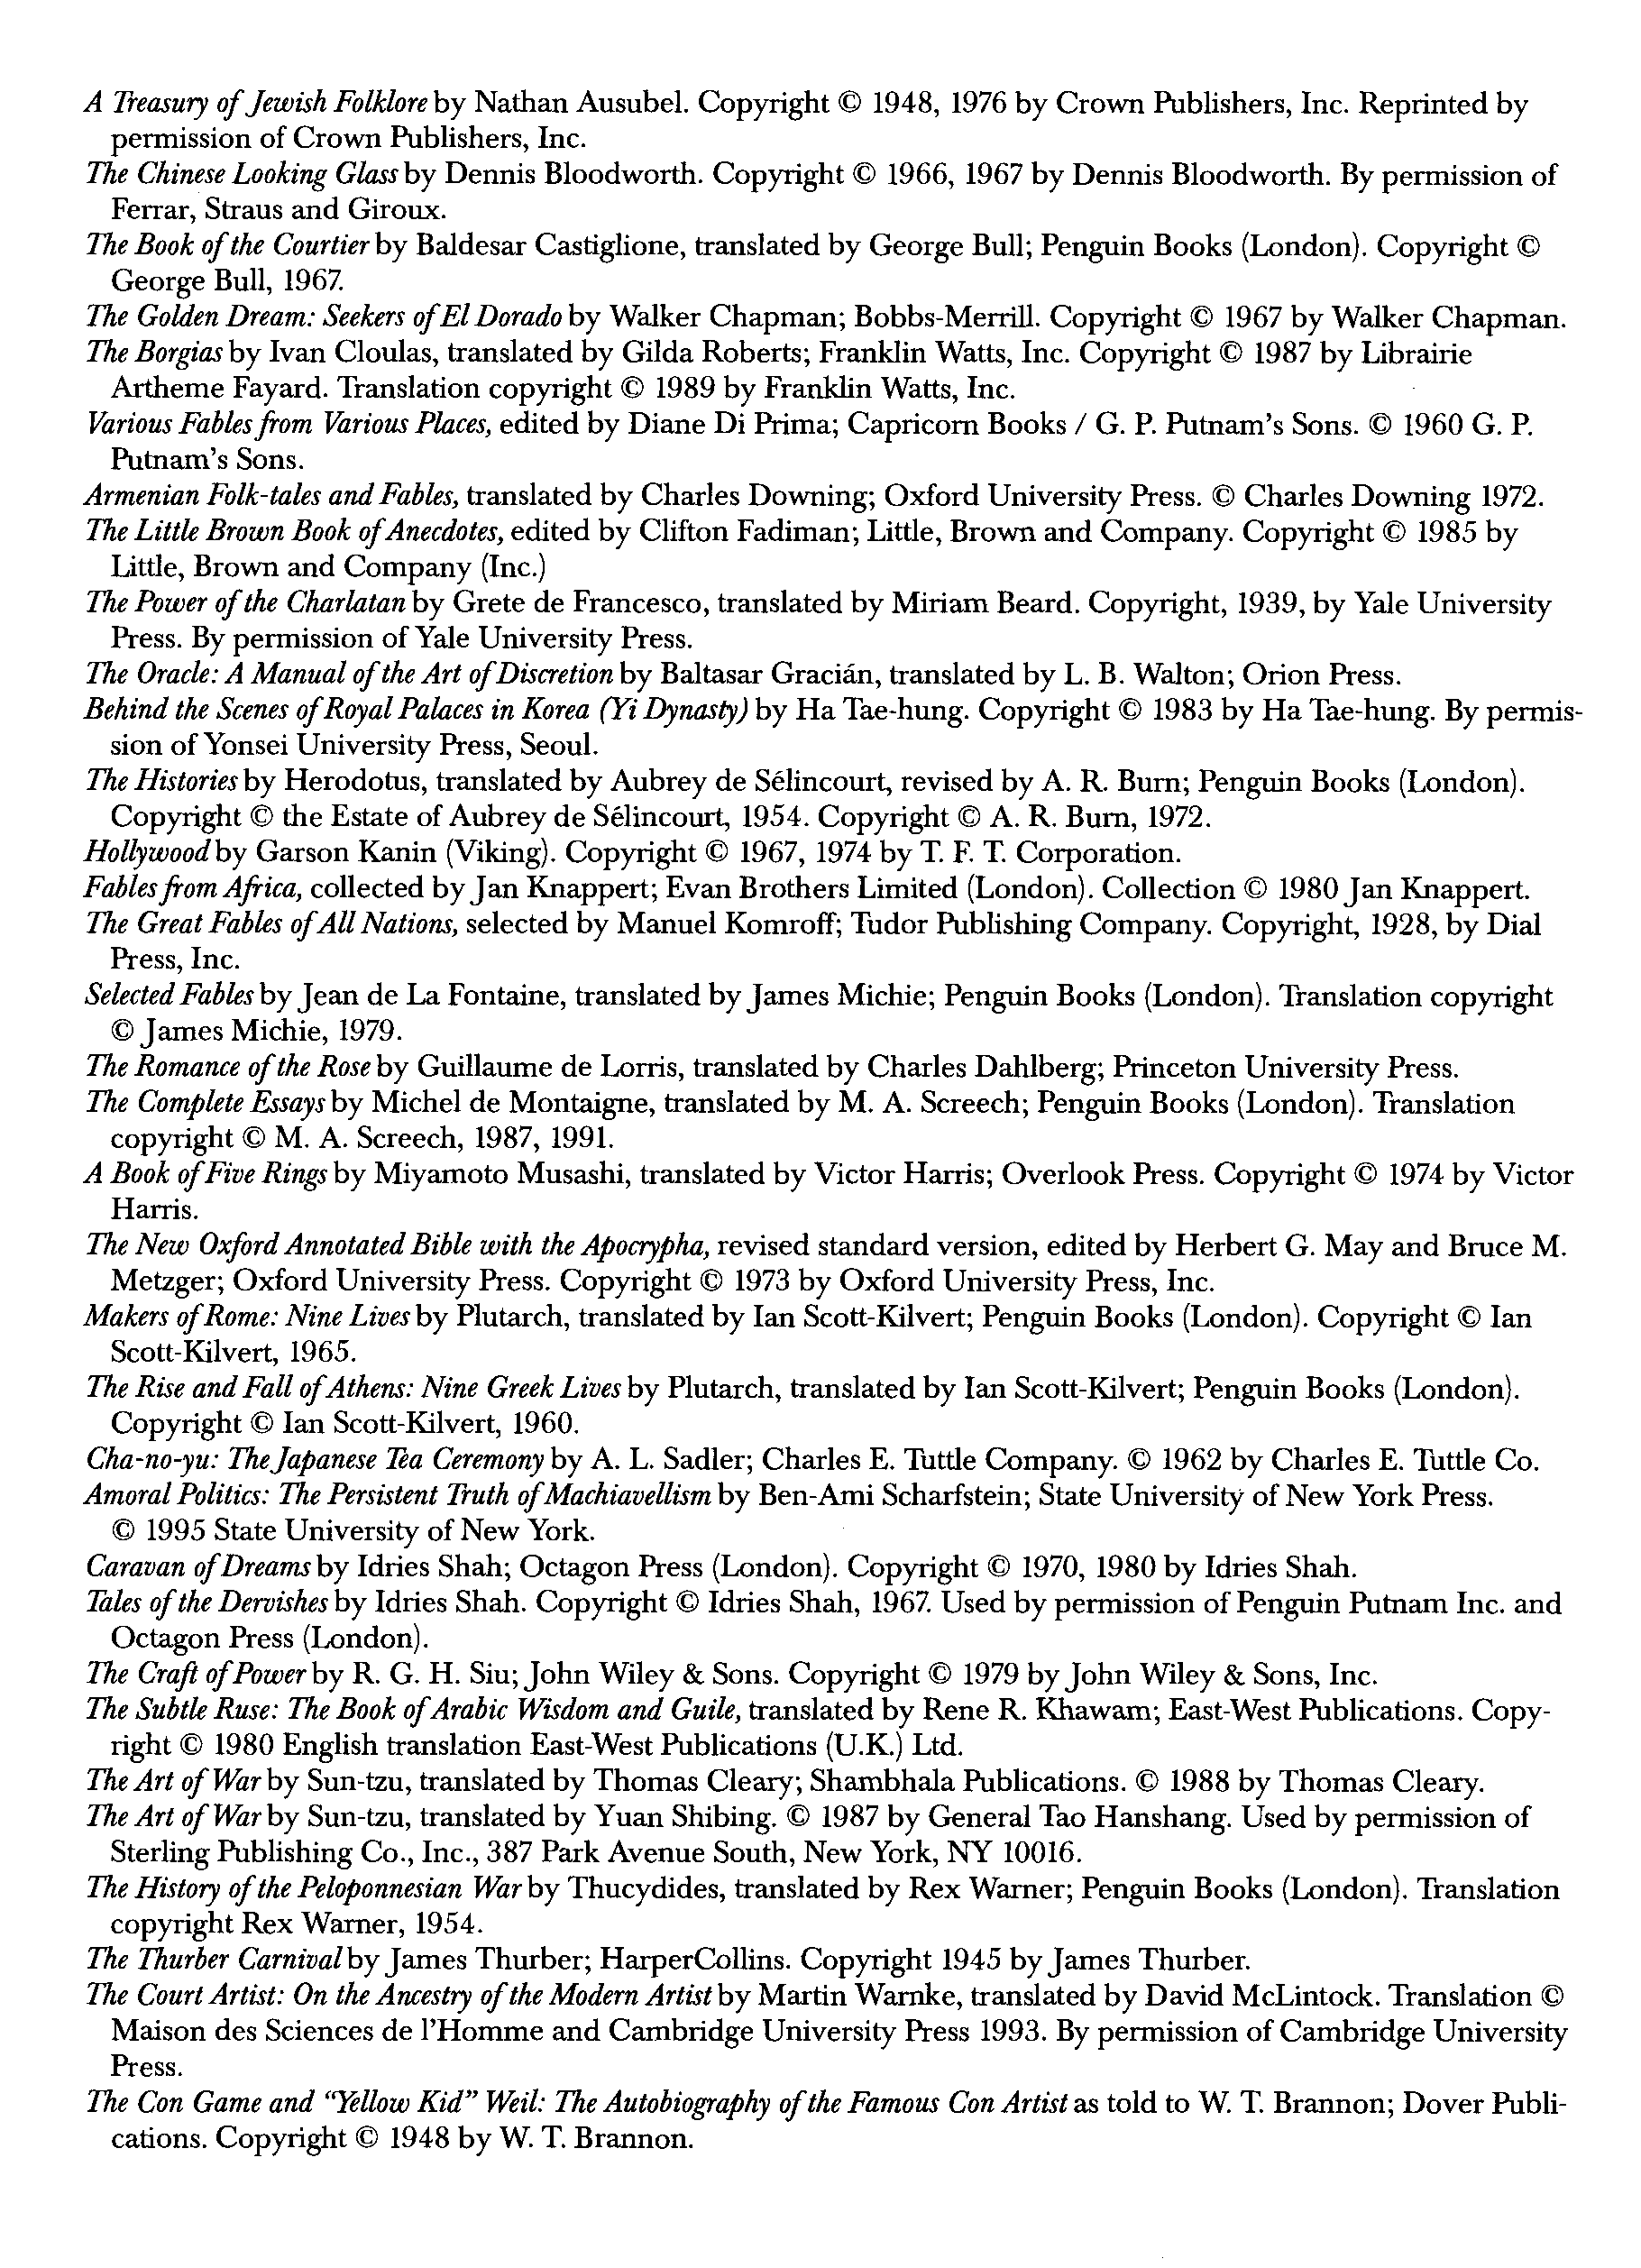 A Treasury of Jewish Folklore by Nathan Ausubel. Copyright © 1948, 1976 by Crown Publishers, Inc. Reprinted by
permission of Crown Publishers, Inc.
The Chinese Looking Glass by Dennis Bloodworth. Copyright © 1966, 1967 by Dennis Bloodworth. By permission of
Ferrar, Straus and Giroux.
The Book of the Courtier by Baldesar Castiglione, translated by George Bull; Penguin Books (London). Copyright ©
George Bull, 1967.
The Golden Dream: Seekers of El Dorado by Walker Chapman; Bobbs-Merrill. Copyright © 1967 by Walker Chapman.
The Borgias by Ivan Cloulas, translated by Gilda Roberts; Franklin Watts, Inc. Copyright © 1987 by Librairie
Artheme Fayard. Translation copyright © 1989 by Franklin Watts, Inc.
Various Fables from Various Places, edited by Diane Di Prima; Capricorn Books / G. P. Putnam's Sons. © 1960 G. P.
Putnam's Sons.
Armenian Folk-tales and Fables, translated by Charles Downing; Oxford University Press. © Charles Downing 1972.
The Little Brown Book of Anecdotes, edited by Clifton Fadiman; Little, Brown and Company. Copyright © 1985 by
Little, Brown and Company (Inc.)
The Power of the Charlatan by Grete de Francesco, translated by Miriam Beard. Copyright, 1939, by Yale University
Press. By permission of Yale University Press.
The Oracle: A Manual of the Art of Discretion by Baltasar Gracián, translated by L. B. Walton; Orion Press.
Behind the Scenes of Royal Palaces in Korea (Yi Dynasty) by Ha Tae-hung. Copyright © 1983 by Ha Tae-hung. By permis-
sion of Yonsei University Press, Seoul.
The Histories by Herodotus, translated by Aubrey de Sélincourt, revised by A. R. Burn; Penguin Books (London).
Copyright © the Estate of Aubrey de Sélincourt, 1954. Copyright © A. R. Burn, 1972.
Hollywood by Garson Kanin (Viking). Copyright © 1967, 1974 by T. F. T. Corporation.
Fables from Africa, collected by Jan Knappert; Evan Brothers Limited (London). Collection © 1980 Jan Knappert.
The Great Fables of All Nations, selected by Manuel Komroff; Tudor Publishing Company. Copyright, 1928, by Dial
Press, Inc.
Selected Fables by Jean de La Fontaine, translated by James Michie; Penguin Books (London). Translation copyright
© James Michie, 1979.
The Romance of the Rose by Guillaume de Lorris, translated by Charles Dahlberg; Princeton University Press.
The Complete Essays by Michel de Montaigne, translated by M. A. Screech; Penguin Books (London). Translation
copyright © M. A. Screech, 1987, 1991.
A Book of Five Rings by Miyamoto Musashi, translated by Victor Harris; Overlook Press. Copyright © 1974 by Victor
Harris.
The New Oxford Annotated Bible with the Apocrypha, revised standard version, edited by Herbert G. May and Bruce M.
Metzger; Oxford University Press. Copyright © 1973 by Oxford University Press, Inc.
Makers of Rome: Nine Lives by Plutarch, translated by Ian Scott-Kilvert; Penguin Books (London). Copyright © Ian
Scott-Kilvert, 1965.
The Rise and Fall of Athens: Nine Greek Lives by Plutarch, translated by Ian Scott-Kilvert; Penguin Books (London).
Copyright © Ian Scott-Kilvert, 1960.
Cha-no-yu: The Japanese Tea Ceremony by A. L. Sadler; Charles E. Tuttle Company. © 1962 by Charles E. Tuttle Co.
Amoral Politics: The Persistent Truth of Machiavellism by Ben-Ami Scharfstein; State University of New York Press.
© 1995 State University of New York.
Caravan of Dreams by Idries Shah; Octagon Press (London). Copyright © 1970, 1980 by Idries Shah.
Tales of the Dervishes by Idries Shah. Copyright © Idries Shah, 1967. Used by permission of Penguin Putnam Inc. and
Octagon Press (London).
The Craft of Power by R. G. H. Siu; John Wiley & Sons. Copyright © 1979 by John Wiley & Sons, Inc.
The Subtle Ruse: The Book of Arabic Wisdom and Guile, translated by Rene R. Khawam; East-West Publications. Copy-
right © 1980 English translation East-West Publications (U.K.) Ltd.
The Art of War by Sun-tzu, translated by Thomas Cleary; Shambhala Publications. © 1988 by Thomas Cleary.
The Art of War by Sun-tzu, translated by Yuan Shibing. © 1987 by General Tao Hanshang. Used by permission of
Sterling Publishing Co., Inc., 387 Park Avenue South, New York, NY 10016.
The History of the Peloponnesian War by Thucydides, translated by Rex Warner; Penguin Books (London). Translation
copyright Rex Warner, 1954.
The Thurber Carnival by James Thurber; HarperCollins. Copyright 1945 by James Thurber.
The Court Artist: On the Ancestry of the Modern Artist by Martin Warnke, translated by David McLintock. Translation ©
Maison des Sciences de l'Homme and Cambridge University Press 1993. By permission of Cambridge University
Press.
The Con Game and "Yellow Kid" Weil: The Autobiography of the Famous Con Artist as told to W. T. Brannon; Dover Publi-
cations. Copyright © 1948 by W. T. Brannon.